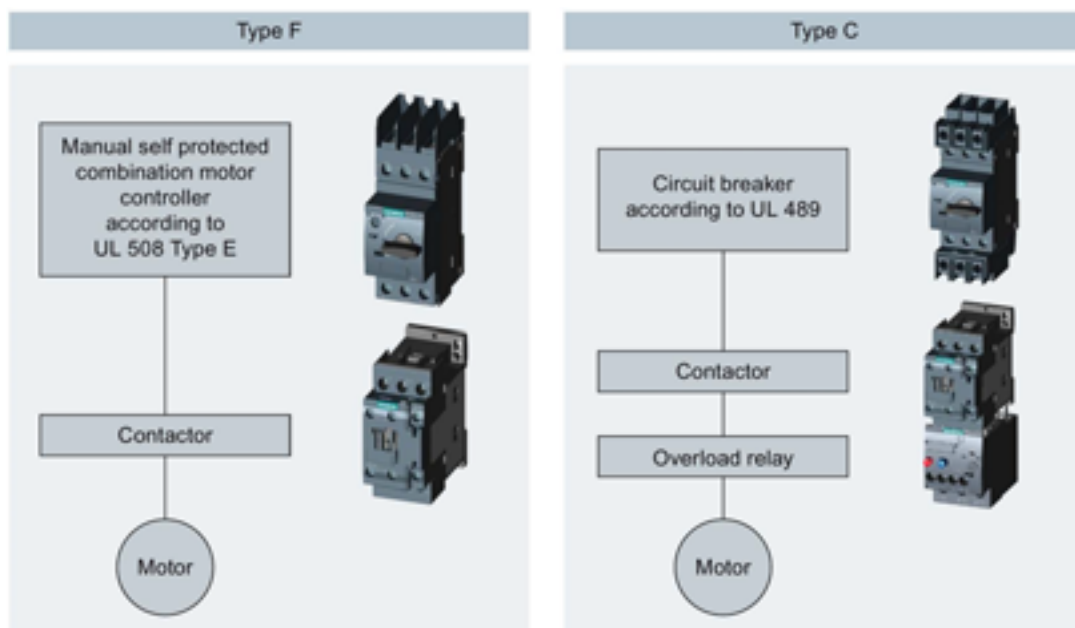 Type F
Manual self protected
combination motor
controller
according to
UL 508 Type E
Contactor
Motor
Type C
Circuit breaker
according to UL 489
Contactor
Overload relay
Motor